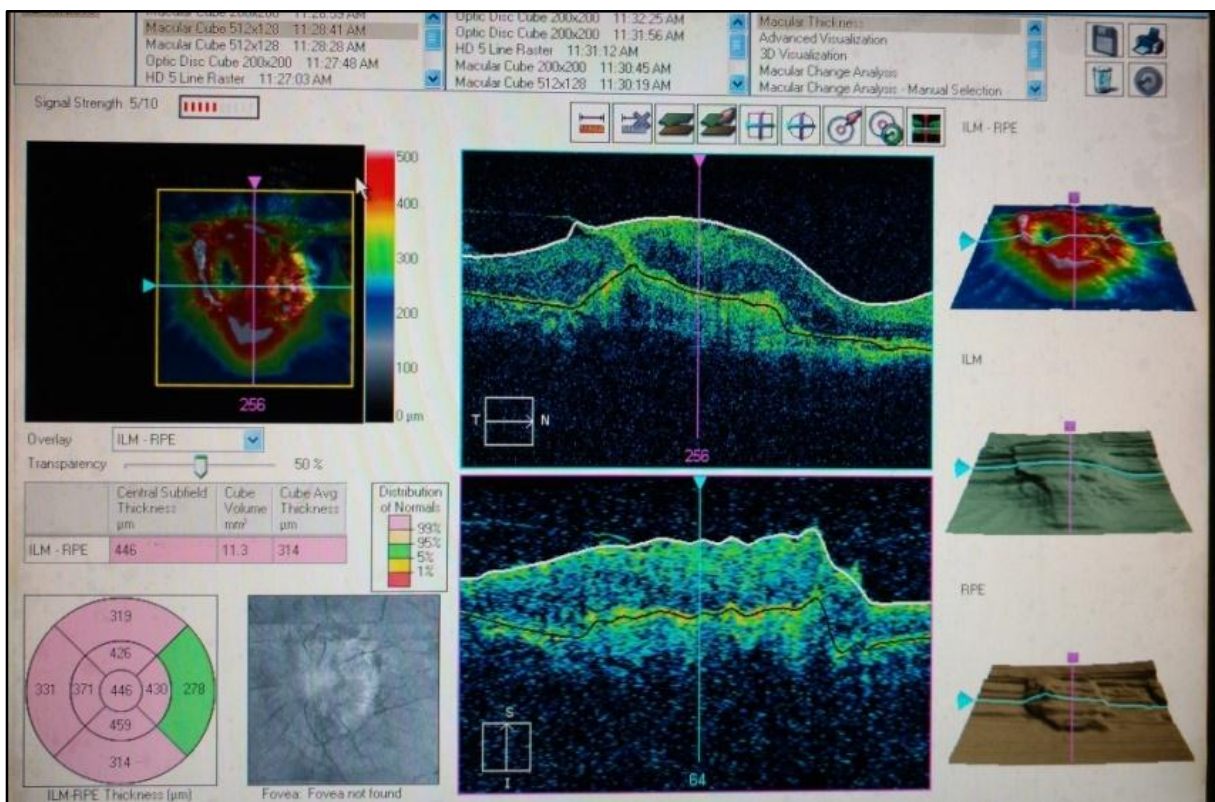 Macular Cube 512x128 11:28:41 AM
Macular Cube 512x128 11:28:28 AM
Optic Disc Cube 200x200 11:27:48 AM
HD 5 Line Raster 11:27:03 AM
Optic Disc Cube 200x200 11:32:25 AM
Optic Disc Cube 200x200 11:31:56 AM
HD 5 Line Raster 11:31:12 AM
Macular Cube 200x200 11:30:45 AM
Macular Cube 512x128 11:30:19 AM
Macular Thickness
Advanced Visualization
3D Visualization
Macular Change Analysis
Macular Change Analysis - Manual Selection
Signal Strength 5/10
500
400
300
200
100
0 µm
256
Overlay
ILM - RPE
Transparency
50 %
Central Subfield Thickness µm
Cube Volume mm³
Cube Avg Thickness µm
ILM - RPE
446
11.3
314
Distribution of Normals
99%
95%
5%
1%
319
426
331
371
446
430
278
459
314
ILM-RPE Thickness (µm)
Fovea: Fovea not found
T
N
256
S
I
64
ILM - RPE
ILM
RPE